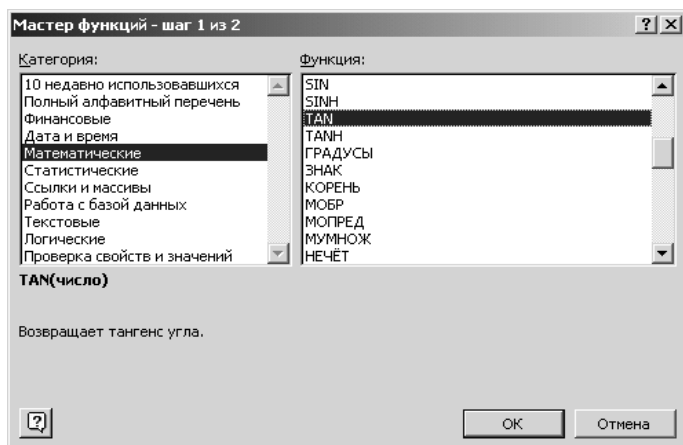 Мастер функций - шаг 1 из 2
Категория:
10 недавно использовавшихся
Полный алфавитный перечень
Финансовые
Дата и время
Математические
Статистические
Ссылки и массивы
Работа с базой данных
Текстовые
Логические
Проверка свойств и значений
Функция:
SIN
SINH
TAN
TANH
ГРАДУСЫ
ЗНАК
КОРЕНЬ
МОБР
МОПРЕД
МУМНОЖ
НЕЧЁТ
TAN(число)
Возвращает тангенс угла.
OK
Отмена